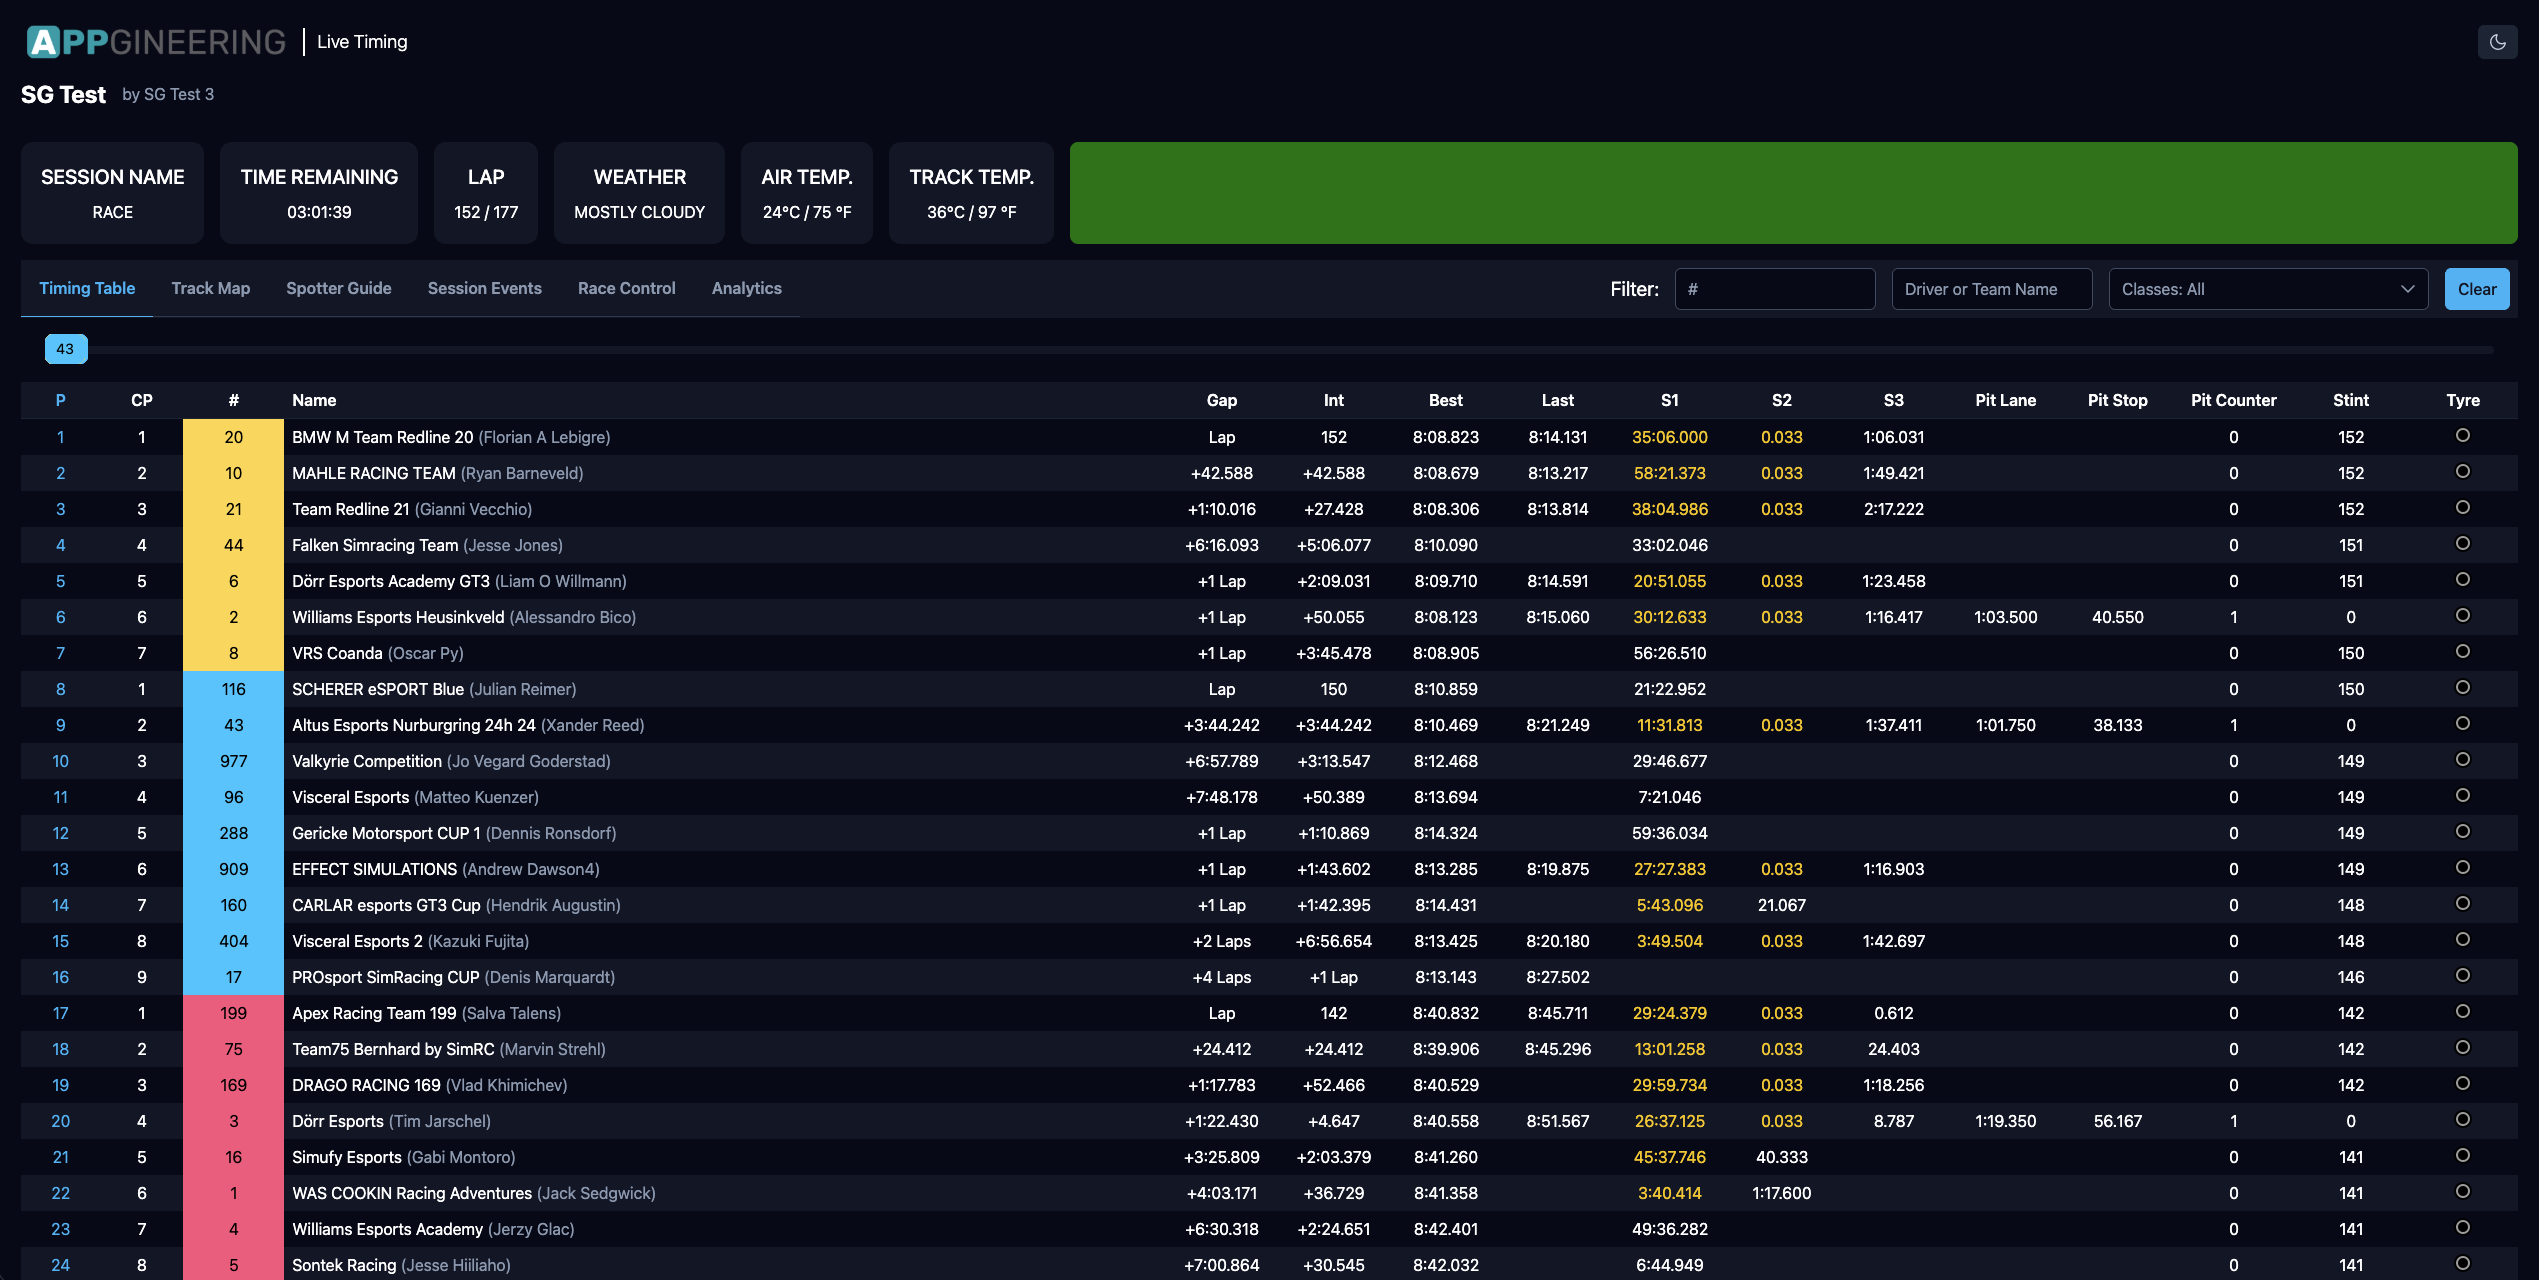 APPGINEERING Live Timing
SG Test by SG Test 3
SESSION NAME TIME REMAINING LAP WEATHER AIR TEMP. TRACK TEMP.
RACE 03:01:39 152 / 177 MOSTLY CLOUDY 24°C / 75 °F 36°C / 97 °F
Timing Table Track Map Spotter Guide Session Events Race Control Analytics Filter: # Driver or Team Name Classes: All Clear
43
P CP # Name Gap Int Best Last S1 S2 S3 Pit Lane Pit Stop Pit Counter Stint Tyre
1 1 20 BMW M Team Redline 20 (Florian A Lebigre) Lap 152 8:08.823 8:14.131 35:06.000 0.033 1:06.031 0 152
2 2 10 MAHLE RACING TEAM (Ryan Barneveld) +42.588 +42.588 8:08.679 8:13.217 58:21.373 0.033 1:49.421 0 152
3 3 21 Team Redline 21 (Gianni Vecchio) +1:10.016 +27.428 8:08.306 8:13.814 38:04.986 0.033 2:17.222 0 152
4 4 44 Falken Simracing Team (Jesse Jones) +6:16.093 +5:06.077 8:10.090 33:02.046 0 151
5 5 6 Dörr Esports Academy GT3 (Liam O Willmann) +1 Lap +2:09.031 8:09.710 8:14.591 20:51.055 0.033 1:23.458 0 151
6 6 2 Williams Esports Heusinkveld (Alessandro Bico) +1 Lap +50.055 8:08.123 8:15.060 30:12.633 0.033 1:16.417 1:03.500 40.550 1 0
7 7 8 VRS Coanda (Oscar Py) +1 Lap +3:45.478 8:08.905 56:26.510 0 150
8 1 116 SCHERER eSPORT Blue (Julian Reimer) Lap 150 8:10.859 21:22.952 0 150
9 2 43 Altus Esports Nurburgring 24h 24 (Xander Reed) +3:44.242 +3:44.242 8:10.469 8:21.249 11:31.813 0.033 1:37.411 1:01.750 38.133 1 0
10 3 977 Valkyrie Competition (Jo Vegard Goderstad) +6:57.789 +3:13.547 8:12.468 29:46.677 0 149
11 4 96 Visceral Esports (Matteo Kuenzer) +7:48.178 +50.389 8:13.694 7:21.046 0 149
12 5 288 Gericke Motorsport CUP 1 (Dennis Ronsdorf) +1 Lap +1:10.869 8:14.324 59:36.034 0 149
13 6 909 EFFECT SIMULATIONS (Andrew Dawson4) +1 Lap +1:43.602 8:13.285 8:19.875 27:27.383 0.033 1:16.903 0 149
14 7 160 CARLAR esports GT3 Cup (Hendrik Augustin) +1 Lap +1:42.395 8:14.431 5:43.096 21.067 0 148
15 8 404 Visceral Esports 2 (Kazuki Fujita) +2 Laps +6:56.654 8:13.425 8:20.180 3:49.504 0.033 1:42.697 0 148
16 9 17 PROsport SimRacing CUP (Denis Marquardt) +4 Laps +1 Lap 8:13.143 8:27.502 0 146
17 1 199 Apex Racing Team 199 (Salva Talens) Lap 142 8:40.832 8:45.711 29:24.379 0.033 0.612 0 142
18 2 75 Team75 Bernhard by SimRC (Marvin Strehl) +24.412 +24.412 8:39.906 8:45.296 13:01.258 0.033 24.403 0 142
19 3 169 DRAGO RACING 169 (Vlad Khimichev) +1:17.783 +52.466 8:40.529 29:59.734 0.033 1:18.256 0 142
20 4 3 Dörr Esports (Tim Jarschel) +1:22.430 +4.647 8:40.558 8:51.567 26:37.125 0.033 8.787 1:19.350 56.167 1 0
21 5 16 Simufy Esports (Gabi Montoro) +3:25.809 +2:03.379 8:41.260 45:37.746 40.333 0 141
22 6 1 WAS COOKIN Racing Adventures (Jack Sedgwick) +4:03.171 +36.729 8:41.358 3:40.414 1:17.600 0 141
23 7 4 Williams Esports Academy (Jerzy Glac) +6:30.318 +2:24.651 8:42.401 49:36.282 0 141
24 8 5 Sontek Racing (Jesse Hiiliaho) +7:00.864 +30.545 8:42.032 6:44.949 0 141